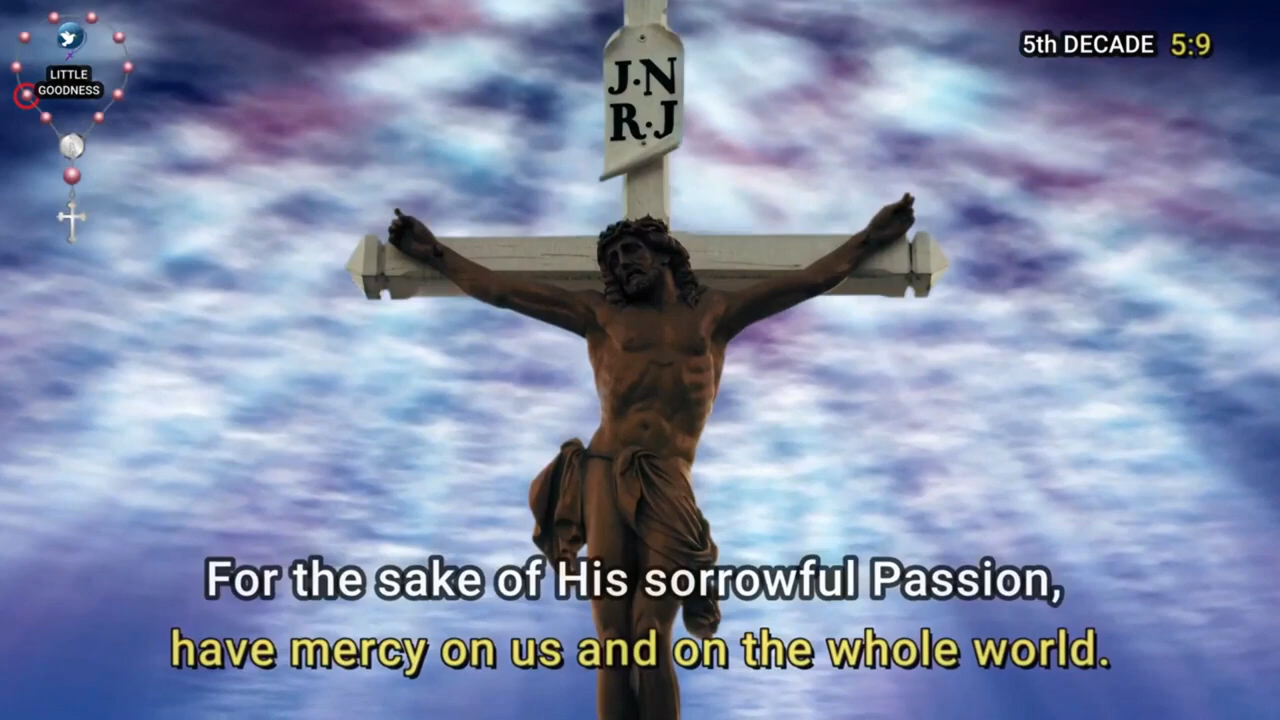 LITTLE
GOODNESS
5th DECADE 5:9
J·N
R·J
For the sake of His sorrowful Passion,
have mercy on us and on the whole world.